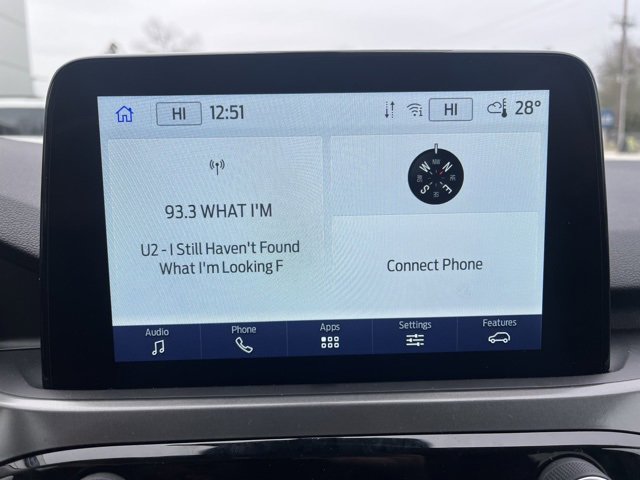 HI 12:51 HI 28°
93.3 WHAT I'M
U2 - I Still Haven't Found
What I'm Looking F
NW N E S W
Connect Phone
Audio Phone Apps Settings Features